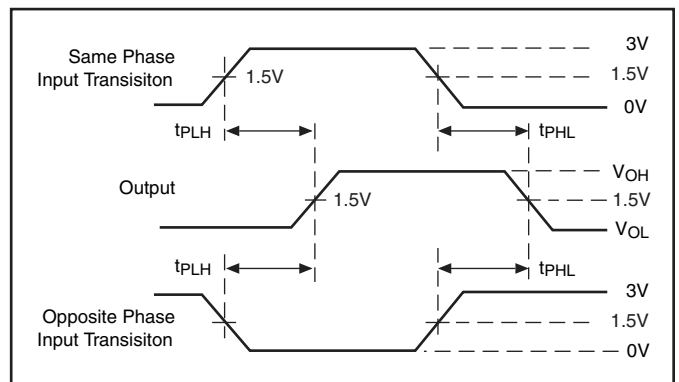 Same Phase
Input Transisiton
1.5V
3V
1.5V
0V
tPLH
tPHL
Output
1.5V
VOH
1.5V
VOL
tPLH
tPHL
Opposite Phase
Input Transisiton
3V
1.5V
0V